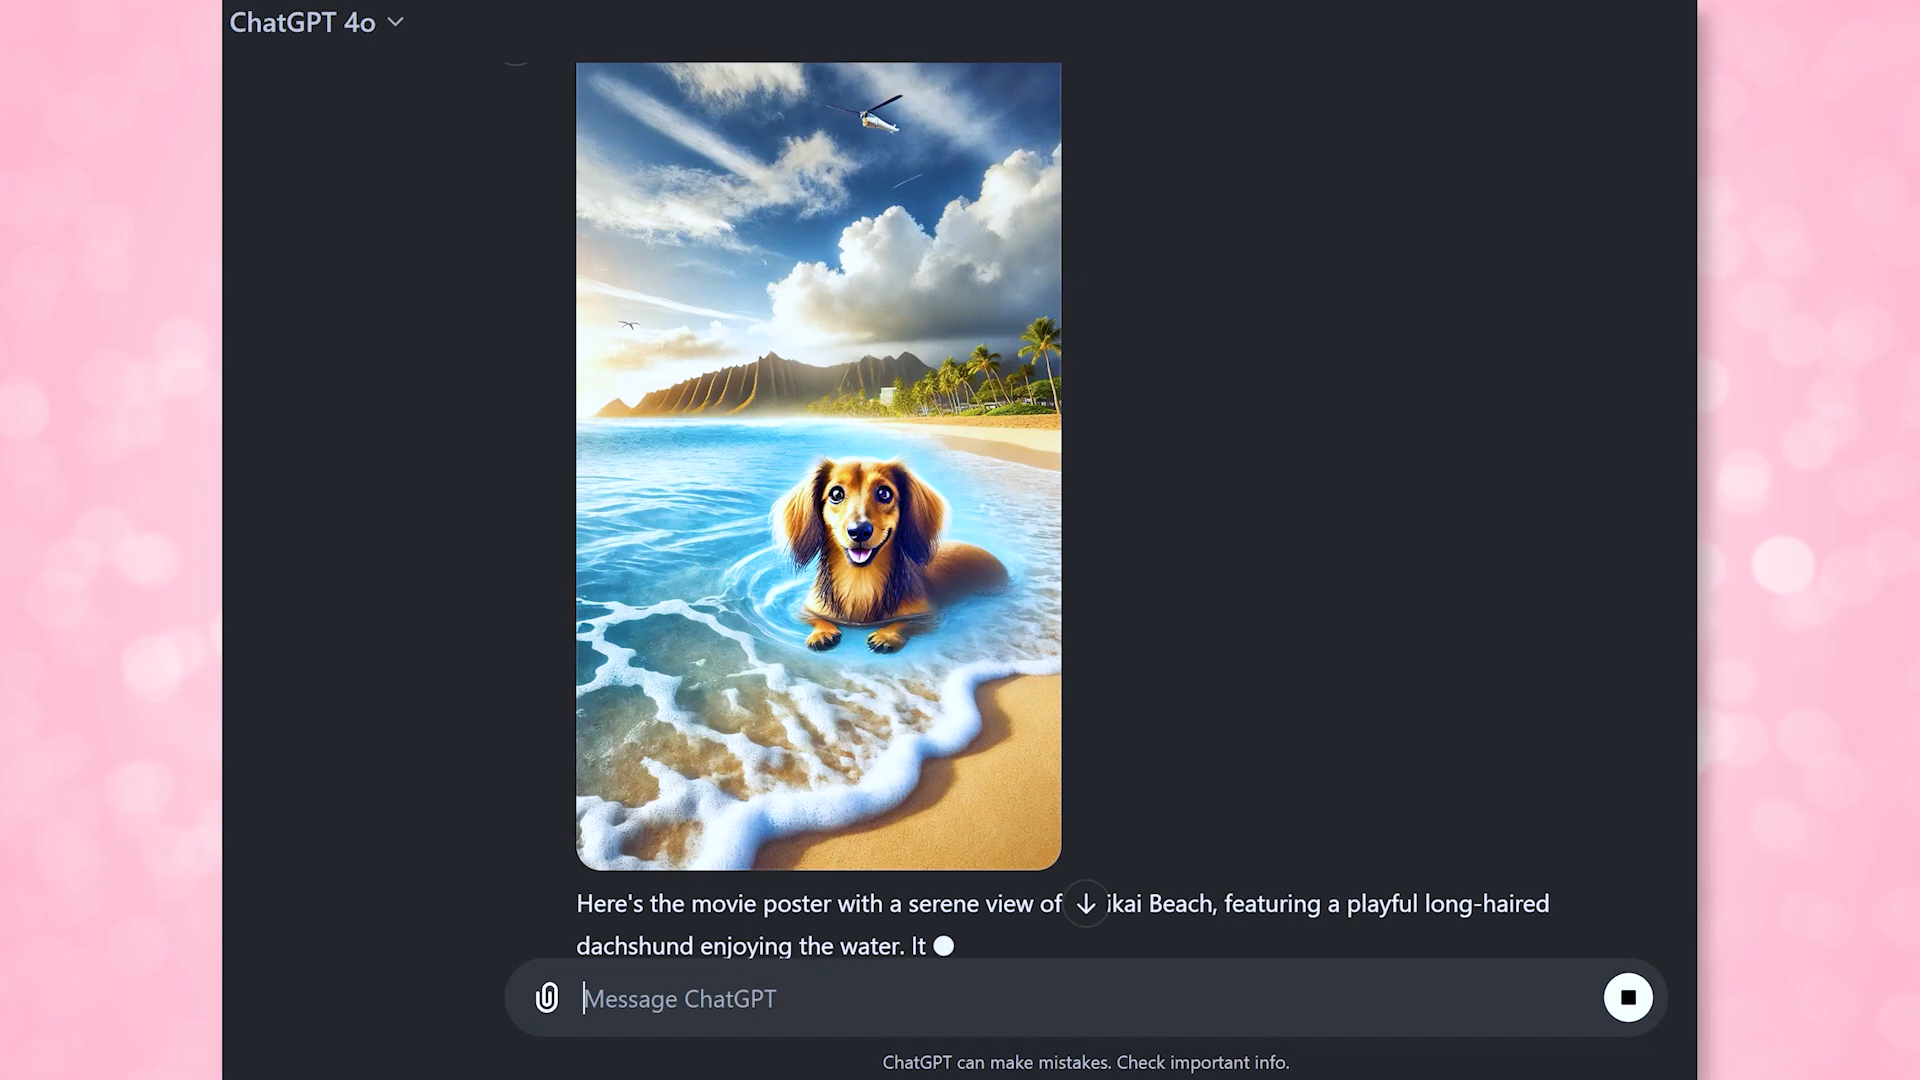 ChatGPT 4o
Here's the movie poster with a serene view of ikai Beach, featuring a playful long-haired
dachshund enjoying the water. It
Message ChatGPT
ChatGPT can make mistakes. Check important info.